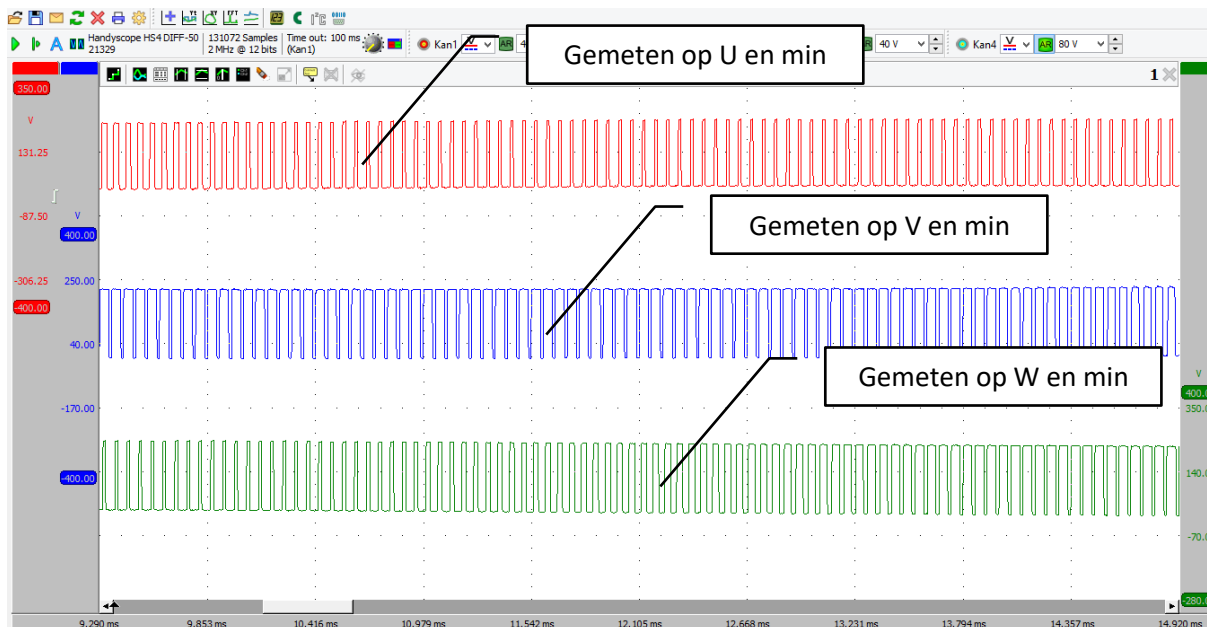 Handyscope HS4 DIFF-50
21329
131072 Samples
2 MHz @ 12 bits
Time out: 100 ms
(Kan1)
Kan1
AR
40 V
Kan4
AR
80 V
Gemeten op U en min
1
350.00
V
131.25
-87.50
V
400.00
Gemeten op V en min
-306.25
250.00
-400.00
40.00
Gemeten op W en min
V
400.0
-170.00
350.0
-400.00
140.0
-70.0
-280.0
9.290 ms
9.853 ms
10.416 ms
10.979 ms
11.542 ms
12.105 ms
12.668 ms
13.231 ms
13.794 ms
14.357 ms
14.920 ms